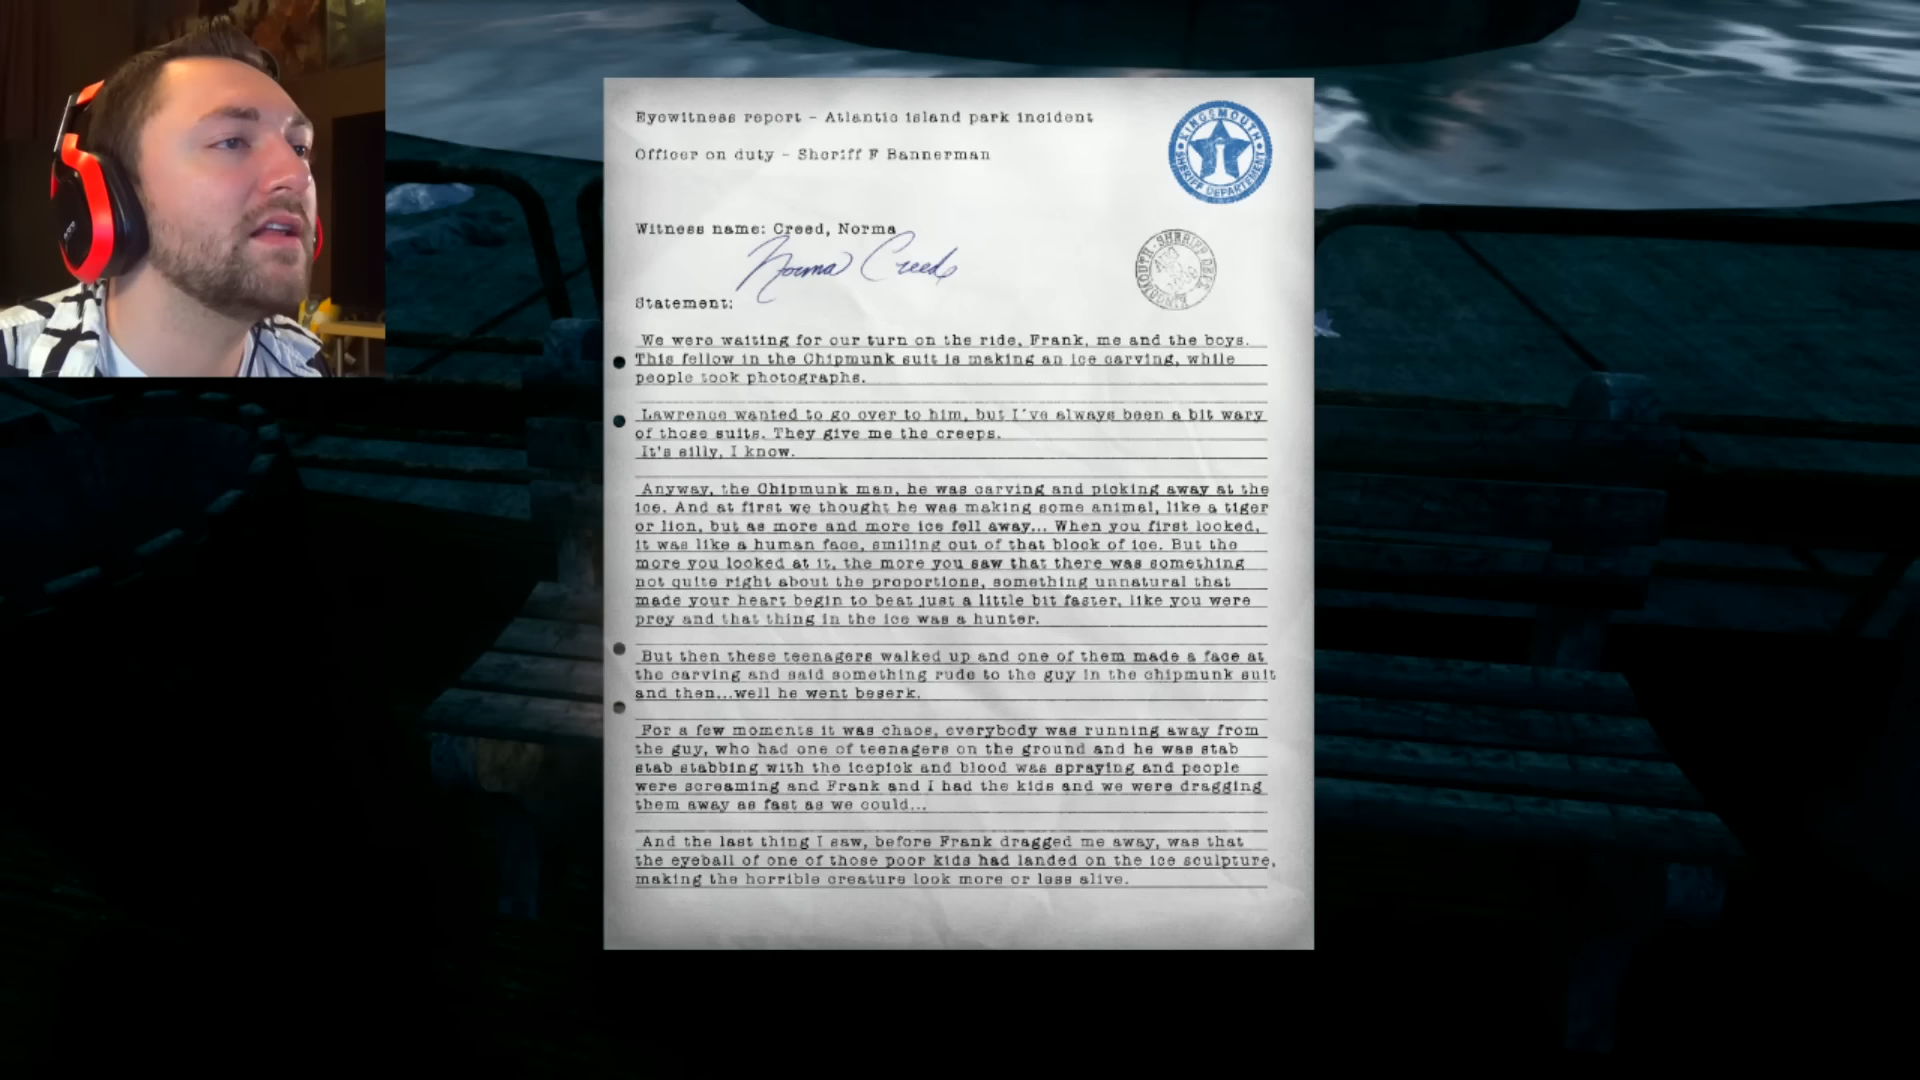 Eyewitness report - Atlantic island park incident
Officer on duty - Sheriff F Bannerman
KINGSMOUTH
SHERIFF DEPARTEMENT
Witness name: Creed, Norma
Norma Creed
KINGSMOUTH-SHERIFF DEPT.
Statement:
We were waiting for our turn on the ride, Frank, me and the boys.
This fellow in the Chipmunk suit is making an ice carving, while
people took photographs.
Lawrence wanted to go over to him, but I've always been a bit wary
of those suits. They give me the creeps.
It's silly, I know.
Anyway, the Chipmunk man, he was carving and picking away at the
ice. And at first we thought he was making some animal, like a tiger
or lion, but as more and more ice fell away... When you first looked,
it was like a human face, smiling out of that block of ice. But the
more you looked at it, the more you saw that there was something
not quite right about the proportions, something unnatural that
made your heart begin to beat just a little bit faster, like you were
prey and that thing in the ice was a hunter.
But then these teenagers walked up and one of them made a face at
the carving and said something rude to the guy in the chipmunk suit
and then...well he went beserk.
For a few moments it was chaos, everybody was running away from
the guy, who had one of teenagers on the ground and he was stab
stab stabbing with the icepick and blood was spraying and people
were screaming and Frank and I had the kids and we were dragging
them away as fast as we could...
And the last thing I saw, before Frank dragged me away, was that
the eyeball of one of those poor kids had landed on the ice sculpture,
making the horrible creature look more or less alive.